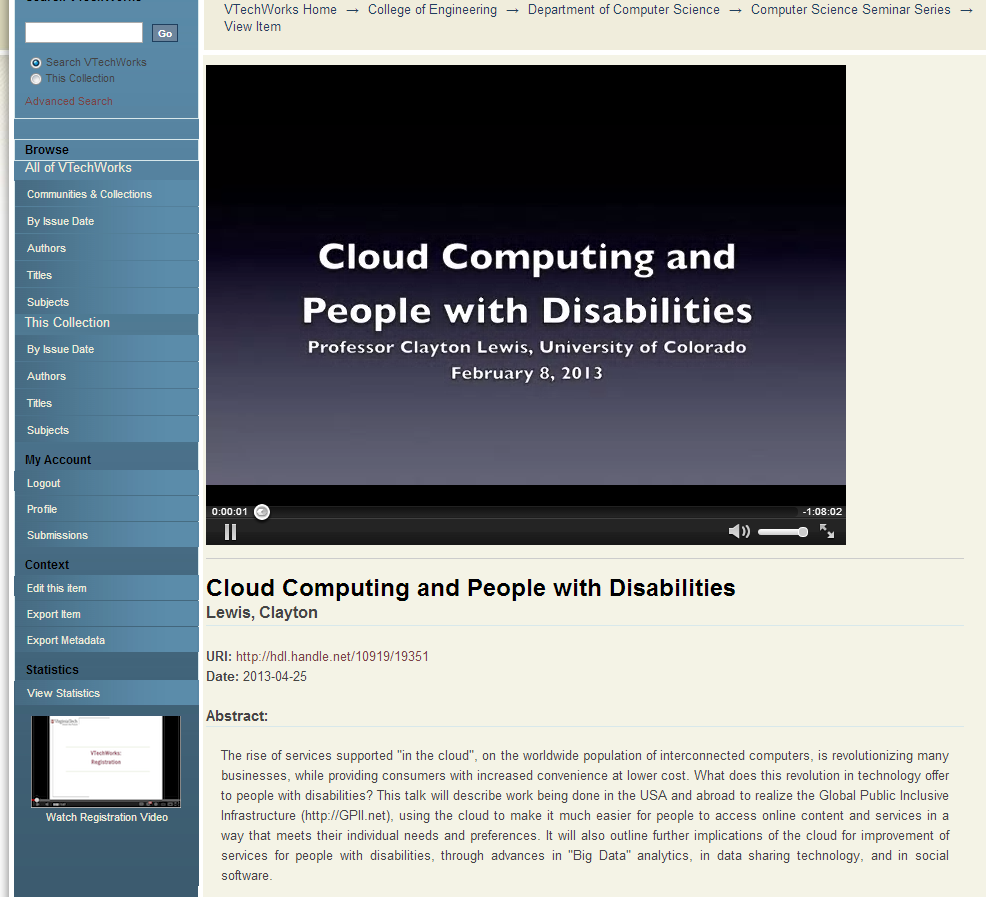 Search VTechWorks
Go
Search VTechWorks
This Collection
Advanced Search
Browse
All of VTechWorks
Communities & Collections
By Issue Date
Authors
Titles
Subjects
This Collection
By Issue Date
Authors
Titles
Subjects
My Account
Logout
Profile
Submissions
Context
Edit this item
Export Item
Export Metadata
Statistics
View Statistics
VTechWorks:
Registration
Watch Registration Video
VTechWorks Home → College of Engineering → Department of Computer Science → Computer Science Seminar Series →
View Item
Cloud Computing and
People with Disabilities
Professor Clayton Lewis, University of Colorado
February 8, 2013
0:00:01
-1:08:02
Cloud Computing and People with Disabilities
Lewis, Clayton
URI: http://hdl.handle.net/10919/19351
Date: 2013-04-25
Abstract:
The rise of services supported "in the cloud", on the worldwide population of interconnected computers, is revolutionizing many
businesses, while providing consumers with increased convenience at lower cost. What does this revolution in technology offer
to people with disabilities? This talk will describe work being done in the USA and abroad to realize the Global Public Inclusive
Infrastructure (http://GPII.net), using the cloud to make it much easier for people to access online content and services in a
way that meets their individual needs and preferences. It will also outline further implications of the cloud for improvement of
services for people with disabilities, through advances in "Big Data" analytics, in data sharing technology, and in social
software.